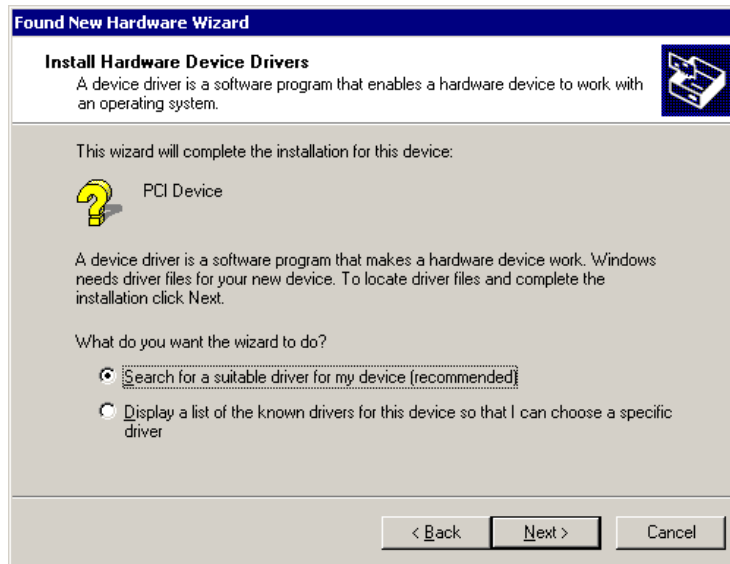 Found New Hardware Wizard
Install Hardware Device Drivers
A device driver is a software program that enables a hardware device to work with
an operating system.
This wizard will complete the installation for this device:
PCI Device
A device driver is a software program that makes a hardware device work. Windows
needs driver files for your new device. To locate driver files and complete the
installation click Next.
What do you want the wizard to do?
Search for a suitable driver for my device (recommended)
Display a list of the known drivers for this device so that I can choose a specific
driver
< Back Next > Cancel